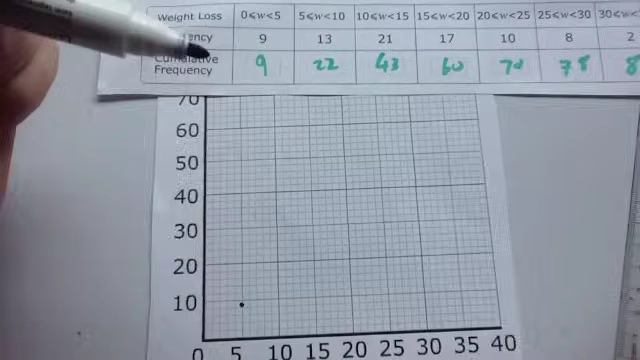 Weight Loss 0⩽w<5 5⩽w<10 10⩽w<15 15⩽w<20 20⩽w<25 25⩽w<30 30⩽w<
ency 9 13 21 17 10 8 2
Cumulative
Frequency 9 22 43 60 70 78 8
70
60
50
40
30
20
10
0 5 10 15 20 25 30 35 40